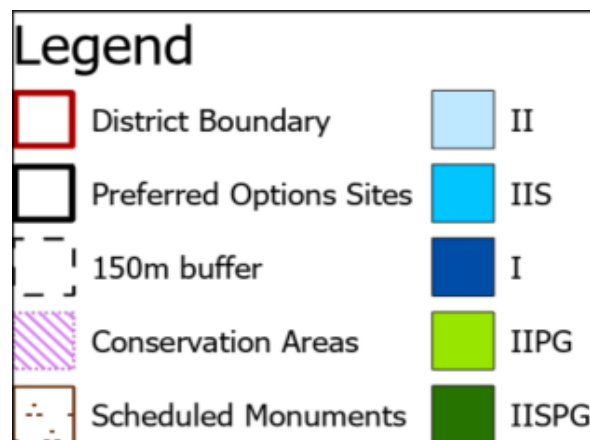 Legend
District Boundary
Preferred Options Sites
150m buffer
Conservation Areas
Scheduled Monuments
II
IIS
I
IIPG
IISPG